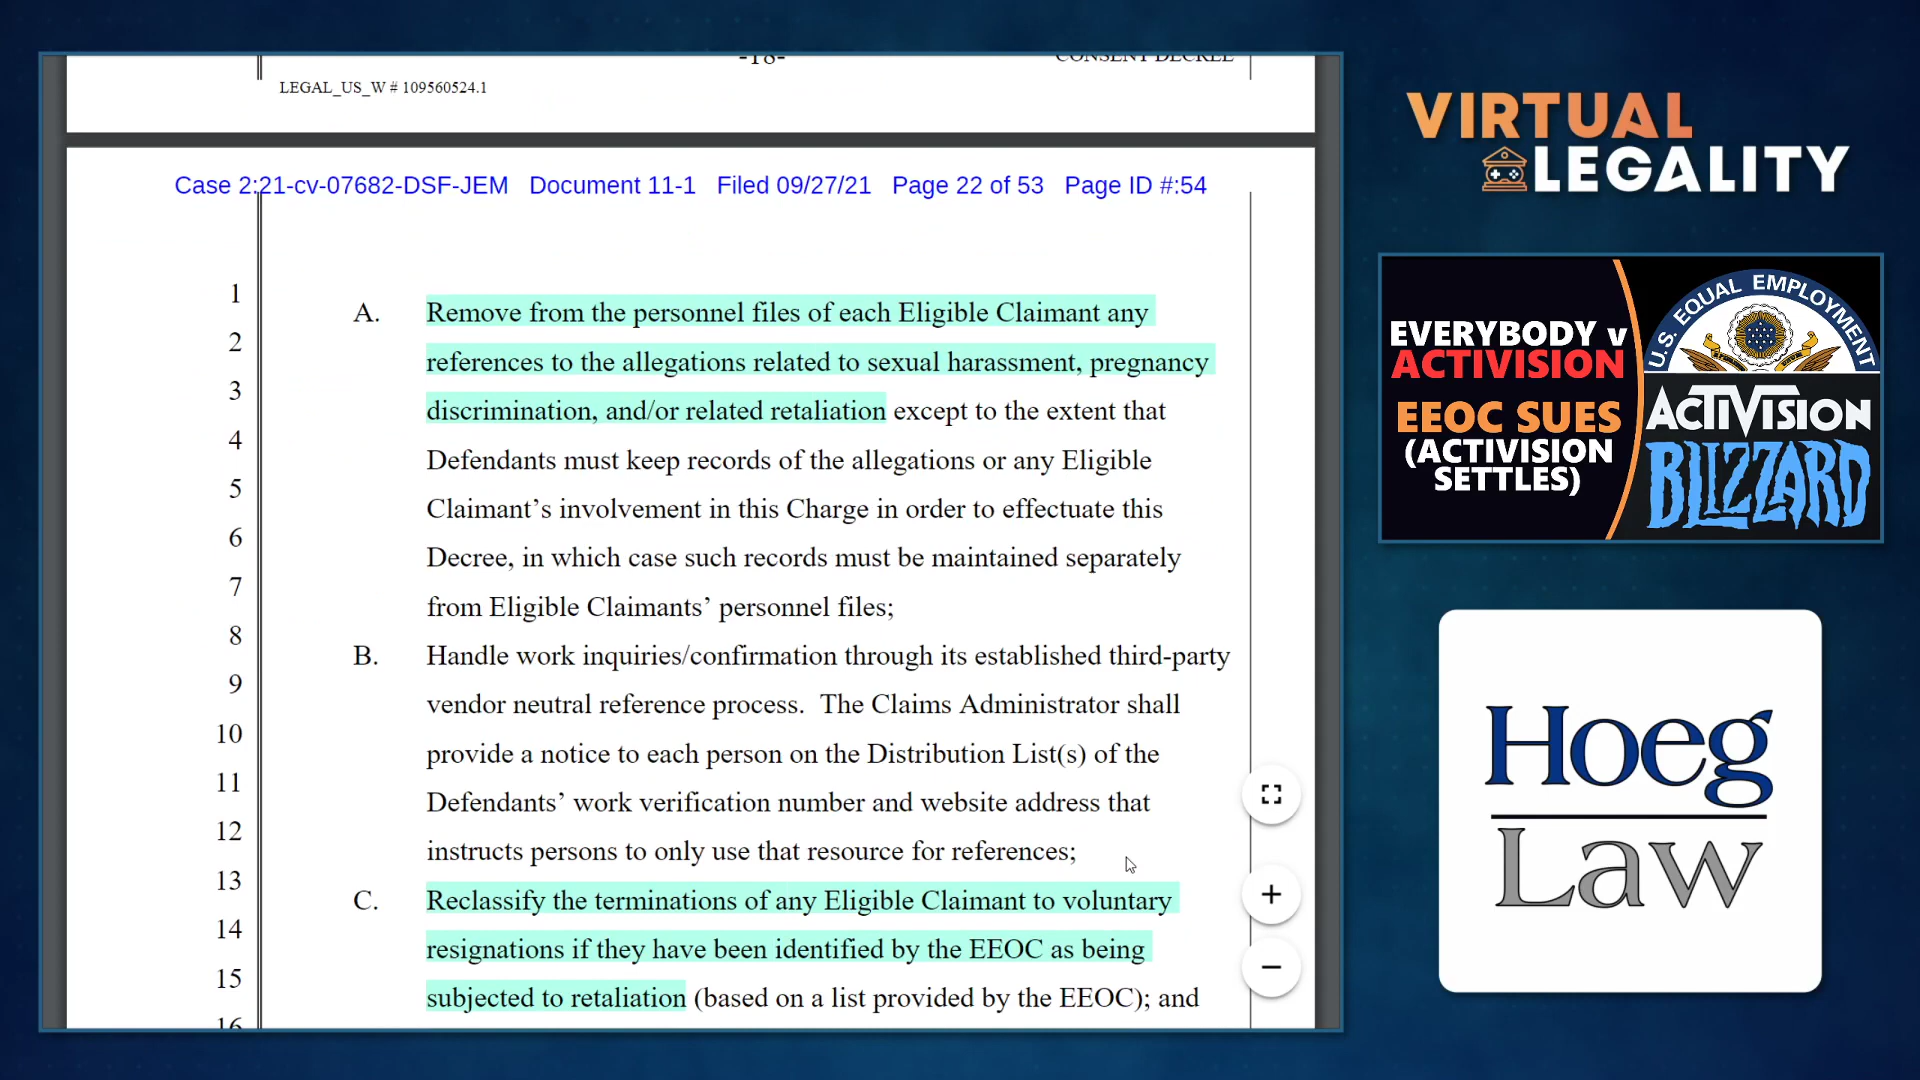 -18-
CONSENT DECREE
LEGAL_US_W # 109560524.1
Case 2:21-cv-07682-DSF-JEM Document 11-1 Filed 09/27/21 Page 22 of 53 Page ID #:54
1
A. Remove from the personnel files of each Eligible Claimant any
2
references to the allegations related to sexual harassment, pregnancy
3
discrimination, and/or related retaliation except to the extent that
4
Defendants must keep records of the allegations or any Eligible
5
Claimant’s involvement in this Charge in order to effectuate this
6
Decree, in which case such records must be maintained separately
7
from Eligible Claimants’ personnel files;
8
B. Handle work inquiries/confirmation through its established third-party
9
vendor neutral reference process. The Claims Administrator shall
10
provide a notice to each person on the Distribution List(s) of the
11
Defendants’ work verification number and website address that
12
instructs persons to only use that resource for references;
13
C. Reclassify the terminations of any Eligible Claimant to voluntary
14
resignations if they have been identified by the EEOC as being
15
subjected to retaliation (based on a list provided by the EEOC); and
16
VIRTUAL
LEGALITY
EVERYBODY v
ACTIVISION
EEOC SUES
(ACTIVISION
SETTLES)
U.S. EQUAL EMPLOYMENT
ACTIVISION
BLIZZARD
Hoeg
Law